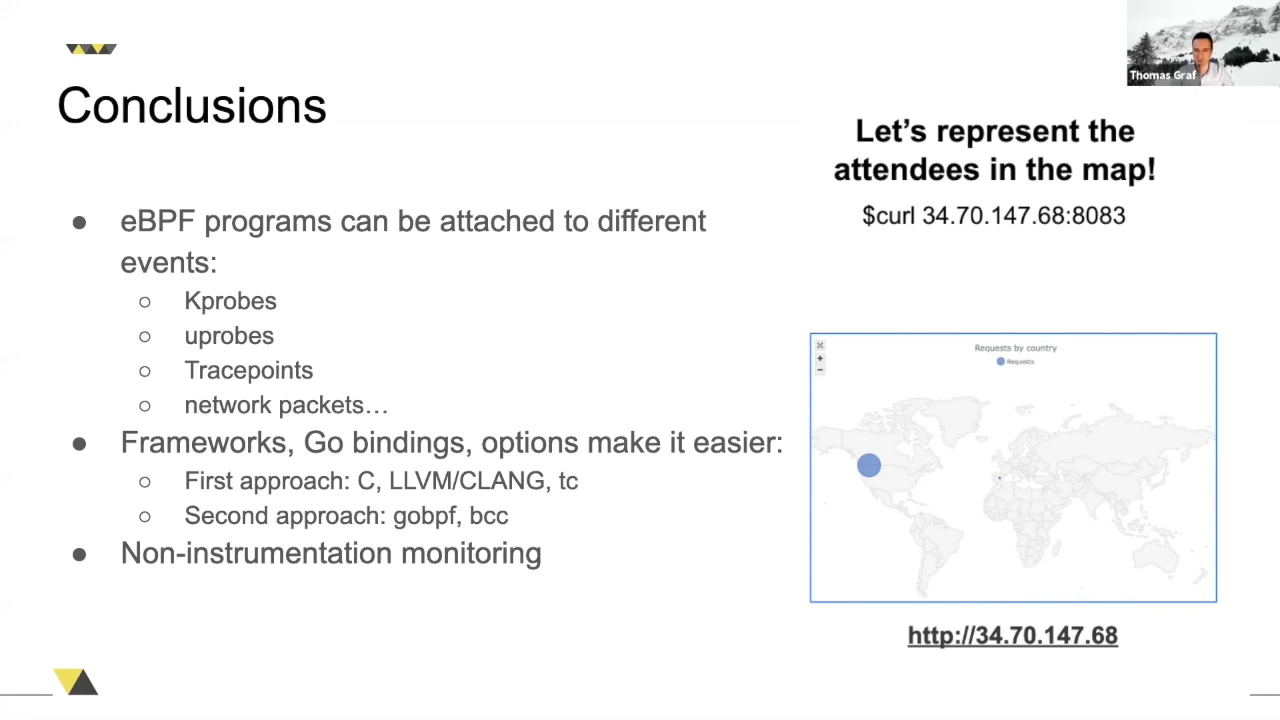 Thomas Graf
Conclusions
● eBPF programs can be attached to different
events:
○ Kprobes
○ uprobes
○ Tracepoints
○ network packets…
● Frameworks, Go bindings, options make it easier:
○ First approach: C, LLVM/CLANG, tc
○ Second approach: gobpf, bcc
● Non-instrumentation monitoring
Let’s represent the
attendees in the map!
$curl 34.70.147.68:8083
Requests by country
Requests
http://34.70.147.68